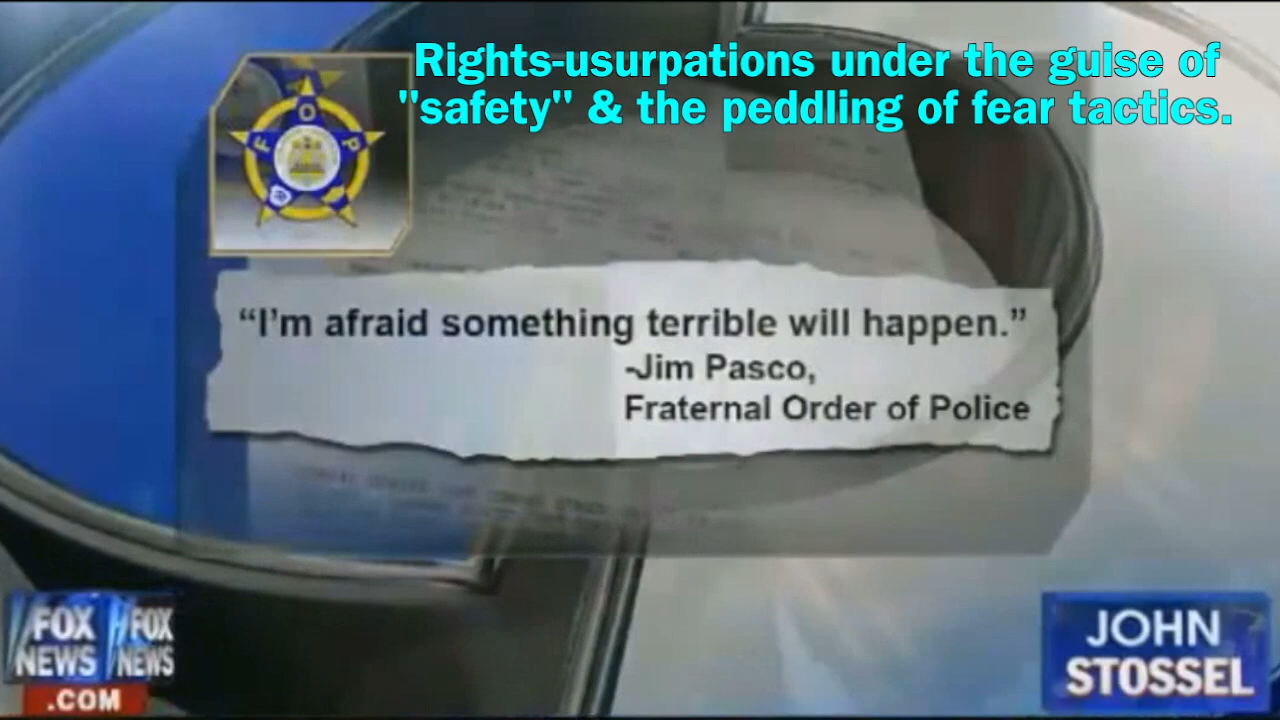 Rights-usurpations under the guise of
"safety" & the peddling of fear tactics.
F O P
“I’m afraid something terrible will happen.”
-Jim Pasco,
Fraternal Order of Police
FOX NEWS
FOX NEWS
.COM
JOHN
STOSSEL